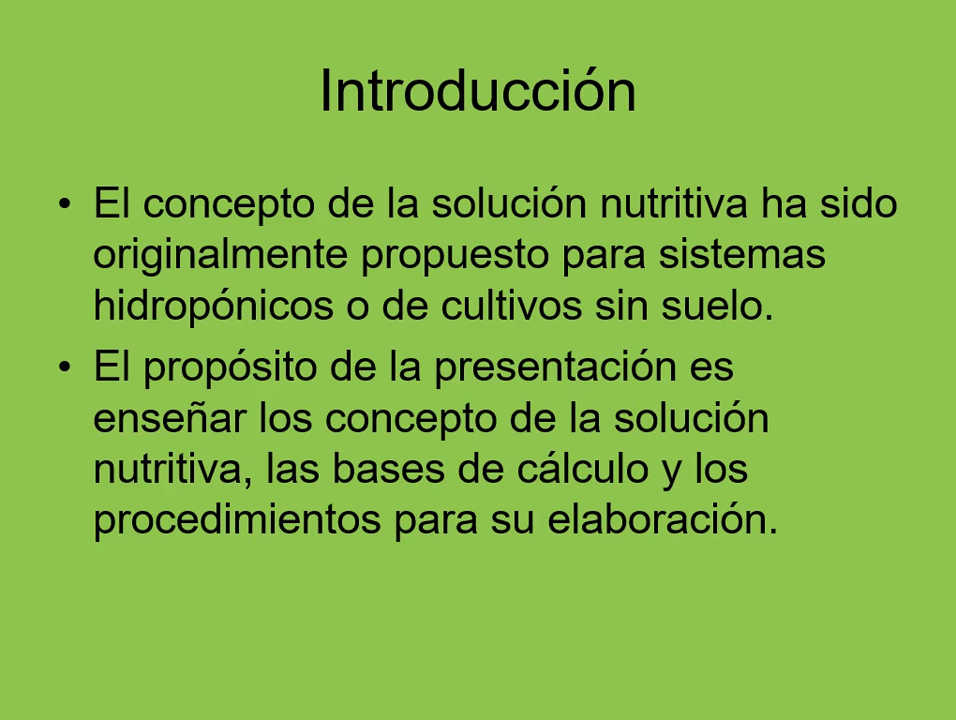 Introducción
• El concepto de la solución nutritiva ha sido
originalmente propuesto para sistemas
hidropónicos o de cultivos sin suelo.
• El propósito de la presentación es
enseñar los concepto de la solución
nutritiva, las bases de cálculo y los
procedimientos para su elaboración.